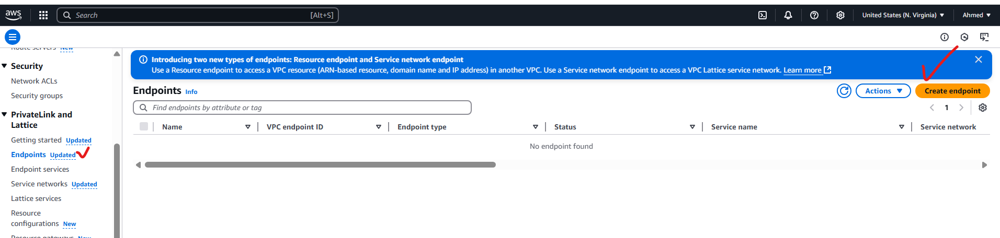 aws
Search [Alt+S] United States (N. Virginia) Ahmed
Route servers New
Security
Network ACLs
Security groups
PrivateLink and
Lattice
Getting started Updated
Endpoints Updated
Endpoint services
Service networks Updated
Lattice services
Resource
configurations New
Resource gateways New
Introducing two new types of endpoints: Resource endpoint and Service network endpoint
Use a Resource endpoint to access a VPC resource (ARN-based resource, domain name and IP address) in another VPC. Use a Service network endpoint to access a VPC Lattice service network. Learn more
Endpoints Info
Actions Create endpoint
Find endpoints by attribute or tag
1
Name VPC endpoint ID Endpoint type Status Service name Service network
No endpoint found